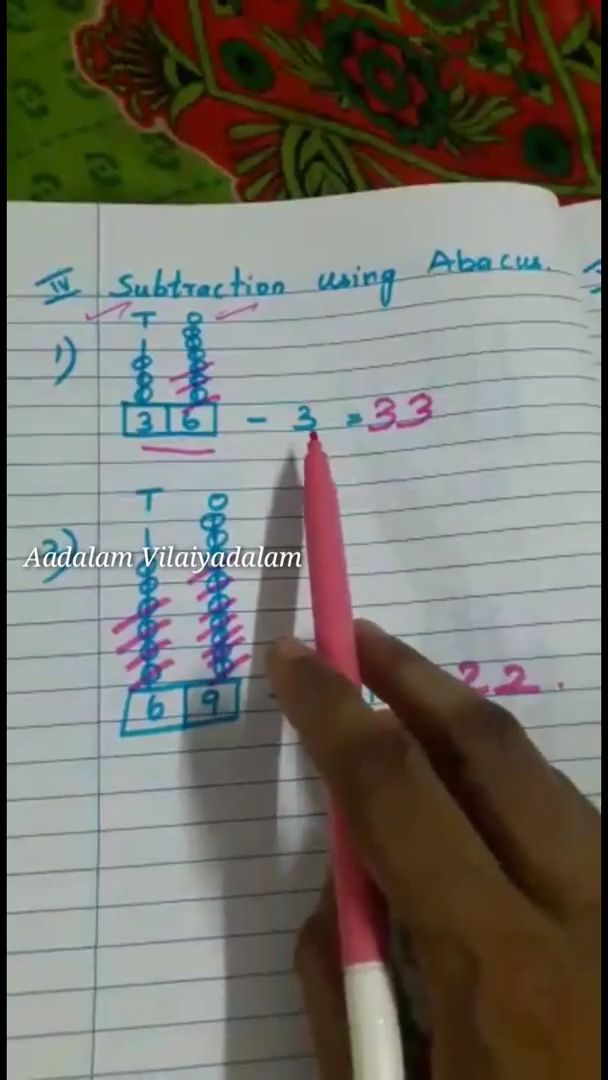 IV Subtraction using Abacus.
T O
1)
3 6 - 3 = 33
T O
2)
Aadalam Vilaiyadalam
6 9 22.